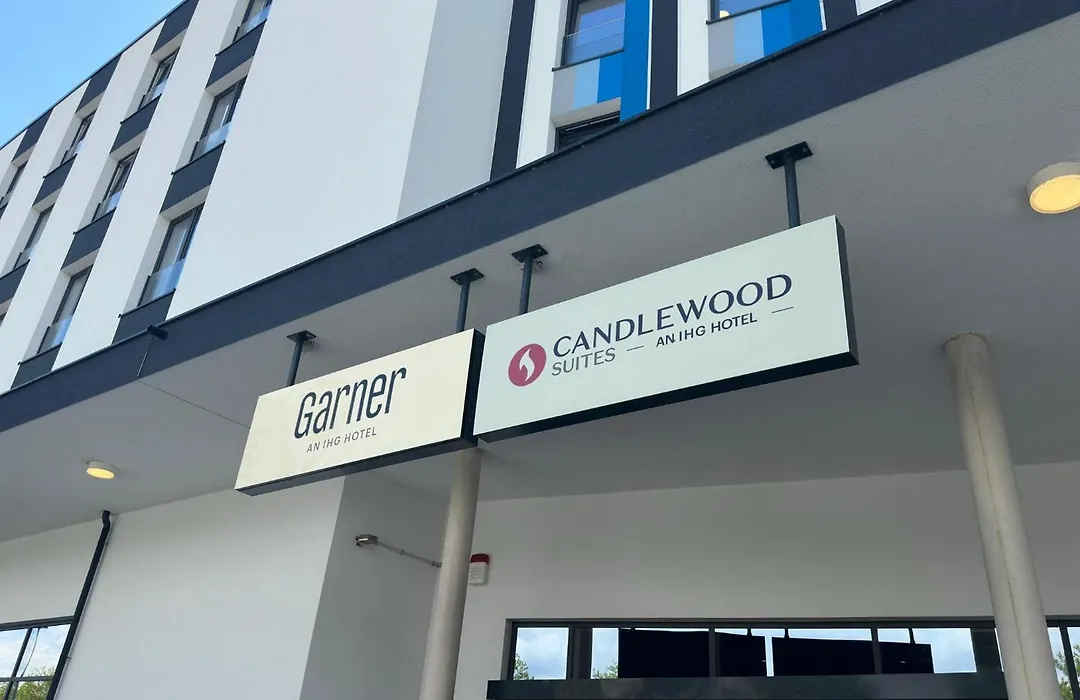 Garner
AN IHG HOTEL
CANDLEWOOD
SUITES — AN IHG HOTEL —